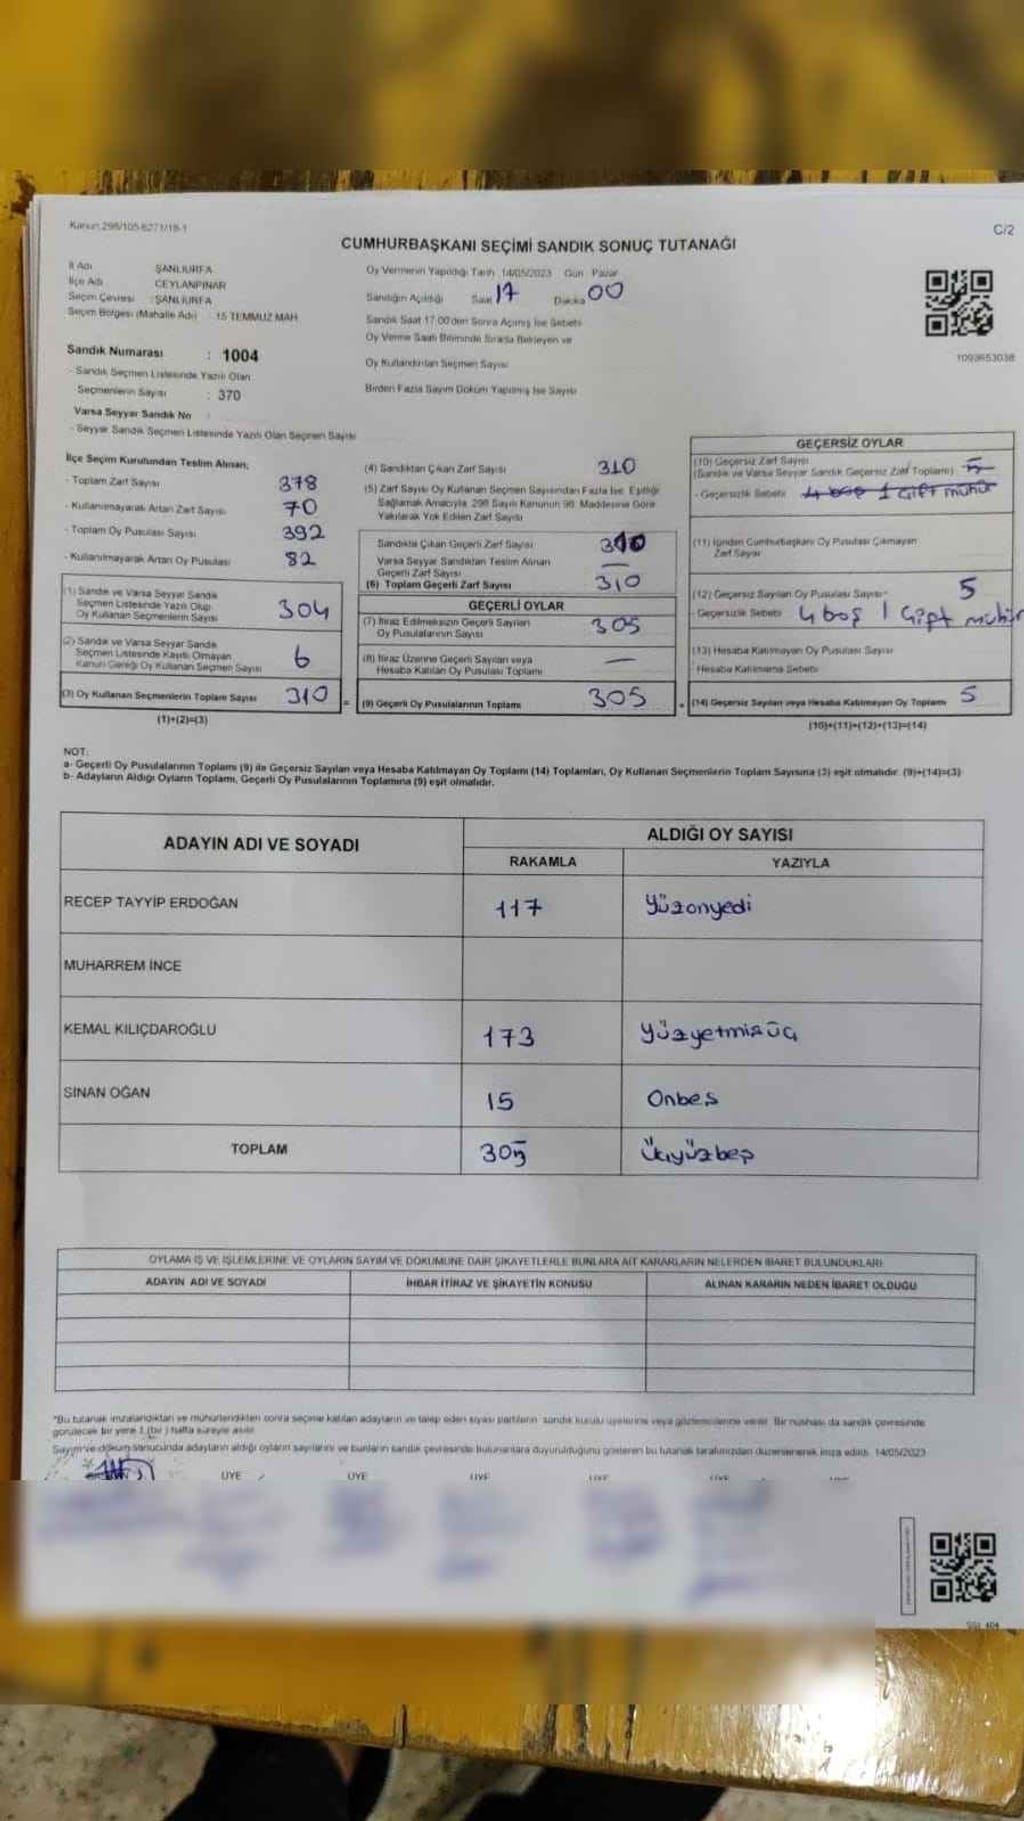 Kanun:298/105-6271/18-1
C/2
CUMHURBAŞKANI SEÇİMİ SANDIK SONUÇ TUTANAĞI
İl Adı : ŞANLIURFA
İlçe Adı : CEYLANPINAR
Seçim Çevresi : ŞANLIURFA
Seçim Bölgesi (Mahalle Adı) : 15 TEMMUZ MAH
Oy Vermenin Yapıldığı Tarih 14/05/2023 Gün Pazar
Sandığın Açıldığı Saat 17 Dakika 00
Sandık Saat 17.00'den Sonra Açılmış İse Sebebi
Oy Verme Saati Bitiminde Sırada Bekleyen ve
Oy Kullandırılan Seçmen Sayısı
Birden Fazla Sayım Döküm Yapılmış İse Sayısı
1093653038
Sandık Numarası : 1004
- Sandık Seçmen Listesinde Yazılı Olan
Seçmenlerin Sayısı : 370
Varsa Seyyar Sandık No
- Seyyar Sandık Seçmen Listesinde Yazılı Olan Seçmen Sayısı
İlçe Seçim Kurulundan Teslim Alınan;
- Toplam Zarf Sayısı 378
- Kullanılmayarak Artan Zarf Sayısı 70
- Toplam Oy Pusulası Sayısı 392
- Kullanılmayarak Artan Oy Pusulası 82
(1) Sandık ve Varsa Seyyar Sandık
Seçmen Listesinde Yazılı Olup
Oy Kullanan Seçmenlerin Sayısı 304
(2) Sandık ve Varsa Seyyar Sandık
Seçmen Listesinde Kayıtlı Olmayan
Kanun Gereği Oy Kullanan Seçmen Sayısı 6
(3) Oy Kullanan Seçmenlerin Toplam Sayısı 310 =
(1)+(2)=(3)
(4) Sandıktan Çıkan Zarf Sayısı 310
(5) Zarf Sayısı Oy Kullanan Seçmen Sayısından Fazla İse, Eşitliği
Sağlamak Amacıyla, 298 Sayılı Kanunun 98. Maddesine Göre
Yakılarak Yok Edilen Zarf Sayısı
Sandıkta Çıkan Geçerli Zarf Sayısı 310
Varsa Seyyar Sandıktan Teslim Alınan
Geçerli Zarf Sayısı —
(6) Toplam Geçerli Zarf Sayısı 310
GEÇERLİ OYLAR
(7) İtiraz Edilmeksizin Geçerli Sayılan
Oy Pusulalarının Sayısı 305
(8) İtiraz Üzerine Geçerli Sayılan veya
Hesaba Katılan Oy Pusulası Toplamı —
(9) Geçerli Oy Pusulalarının Toplamı 305 +
GEÇERSİZ OYLAR
(10) Geçersiz Zarf Sayısı
(Sandık ve Varsa Seyyar Sandık Geçersiz Zarf Toplamı) 5
- Geçersizlik Sebebi 4 boş 1 Gift mühür
(11) İçinden Cumhurbaşkanı Oy Pusulası Çıkmayan
Zarf Sayısı
(12) Geçersiz Sayılan Oy Pusulası Sayısı 5
- Geçersizlik Sebebi 4 boş 1 Gift mühür
(13) Hesaba Katılmayan Oy Pusulası Sayısı
Hesaba Katılmama Sebebi
(14) Geçersiz Sayılan veya Hesaba Katılmayan Oy Toplamı 5
(10)+(11)+(12)+(13)=(14)
NOT:
a- Geçerli Oy Pusulalarının Toplamı (9) ile Geçersiz Sayılan veya Hesaba Katılmayan Oy Toplamı (14) Toplamları, Oy Kullanan Seçmenlerin Toplam Sayısına (3) eşit olmalıdır. (9)+(14)=(3)
b- Adayların Aldığı Oyların Toplamı, Geçerli Oy Pusulalarının Toplamına (9) eşit olmalıdır.
ADAYIN ADI VE SOYADI
ALDIĞI OY SAYISI
RAKAMLA YAZIYLA
RECEP TAYYİP ERDOĞAN 117 Yüzonyedi
MUHARREM İNCE
KEMAL KILIÇDAROĞLU 173 Yüzyetmişüç
SİNAN OĞAN 15 Onbeş
TOPLAM 305 Üçyüzbeş
OYLAMA İŞ VE İŞLEMLERİNE VE OYLARIN SAYIM VE DÖKÜMÜNE DAİR ŞİKAYETLERLE BUNLARA AİT KARARLARIN NELERDEN İBARET BULUNDUKLARI
ADAYIN ADI VE SOYADI İHBAR İTİRAZ VE ŞİKAYETİN KONUSU ALINAN KARARIN NEDEN İBARET OLDUĞU
*Bu tutanak imzalandıktan ve mühürlendikten sonra seçime katılan adayların ve talep eden siyasi partilerin sandık kurulu üyelerine veya gözlemcilerine verilir. Bir nüshası da sandık çevresinde
görülecek bir yere 1 (bir) hafta süreyle asılır.
Sayım ve döküm sonucunda adayların aldığı oyların sayılarını ve bunların sandık çevresinde bulunanlara duyurulduğunu gösteren bu tutanak tarafımızdan düzenlenerek imza edildi. 14/05/2023
ÜYE ÜYE ÜYE ÜYE ÜYE